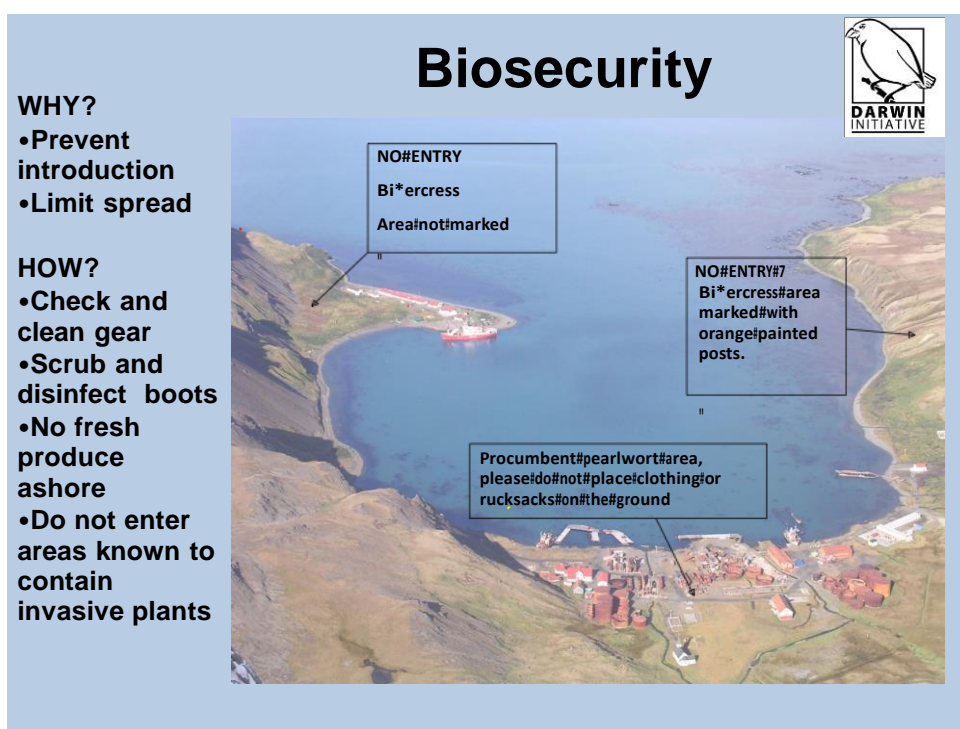 Biosecurity
DARWIN
INITIATIVE
WHY?
•Prevent
introduction
•Limit spread
HOW?
•Check and
clean gear
•Scrub and
disinfect boots
•No fresh
produce
ashore
•Do not enter
areas known to
contain
invasive plants
NO#ENTRY
Bi*ercress
Area#not#marked
"
NO#ENTRY#7
Bi*ercress#area
marked#with
orange#painted
posts.
"
Procumbent#pearlwort#area,
please#do#not#place#clothing#or
rucksacks#on#the#ground